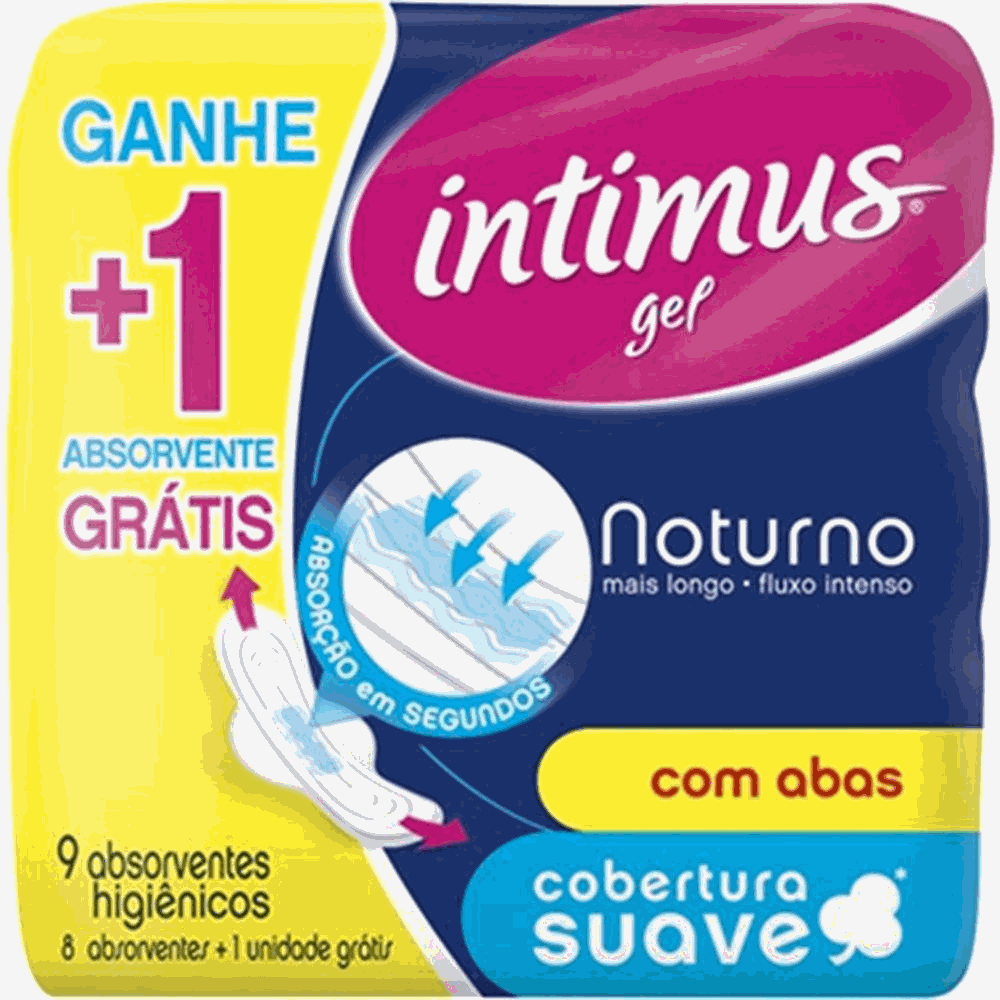 GANHE
+1
ABSORVENTE
GRÁTIS
intimus®
gel
ABSORÇÃO em SEGUNDOS
Noturno
mais longo • fluxo intenso
com abas
cobertura
suave*
9 absorventes
higiênicos
8 absorventes + 1 unidade grátis